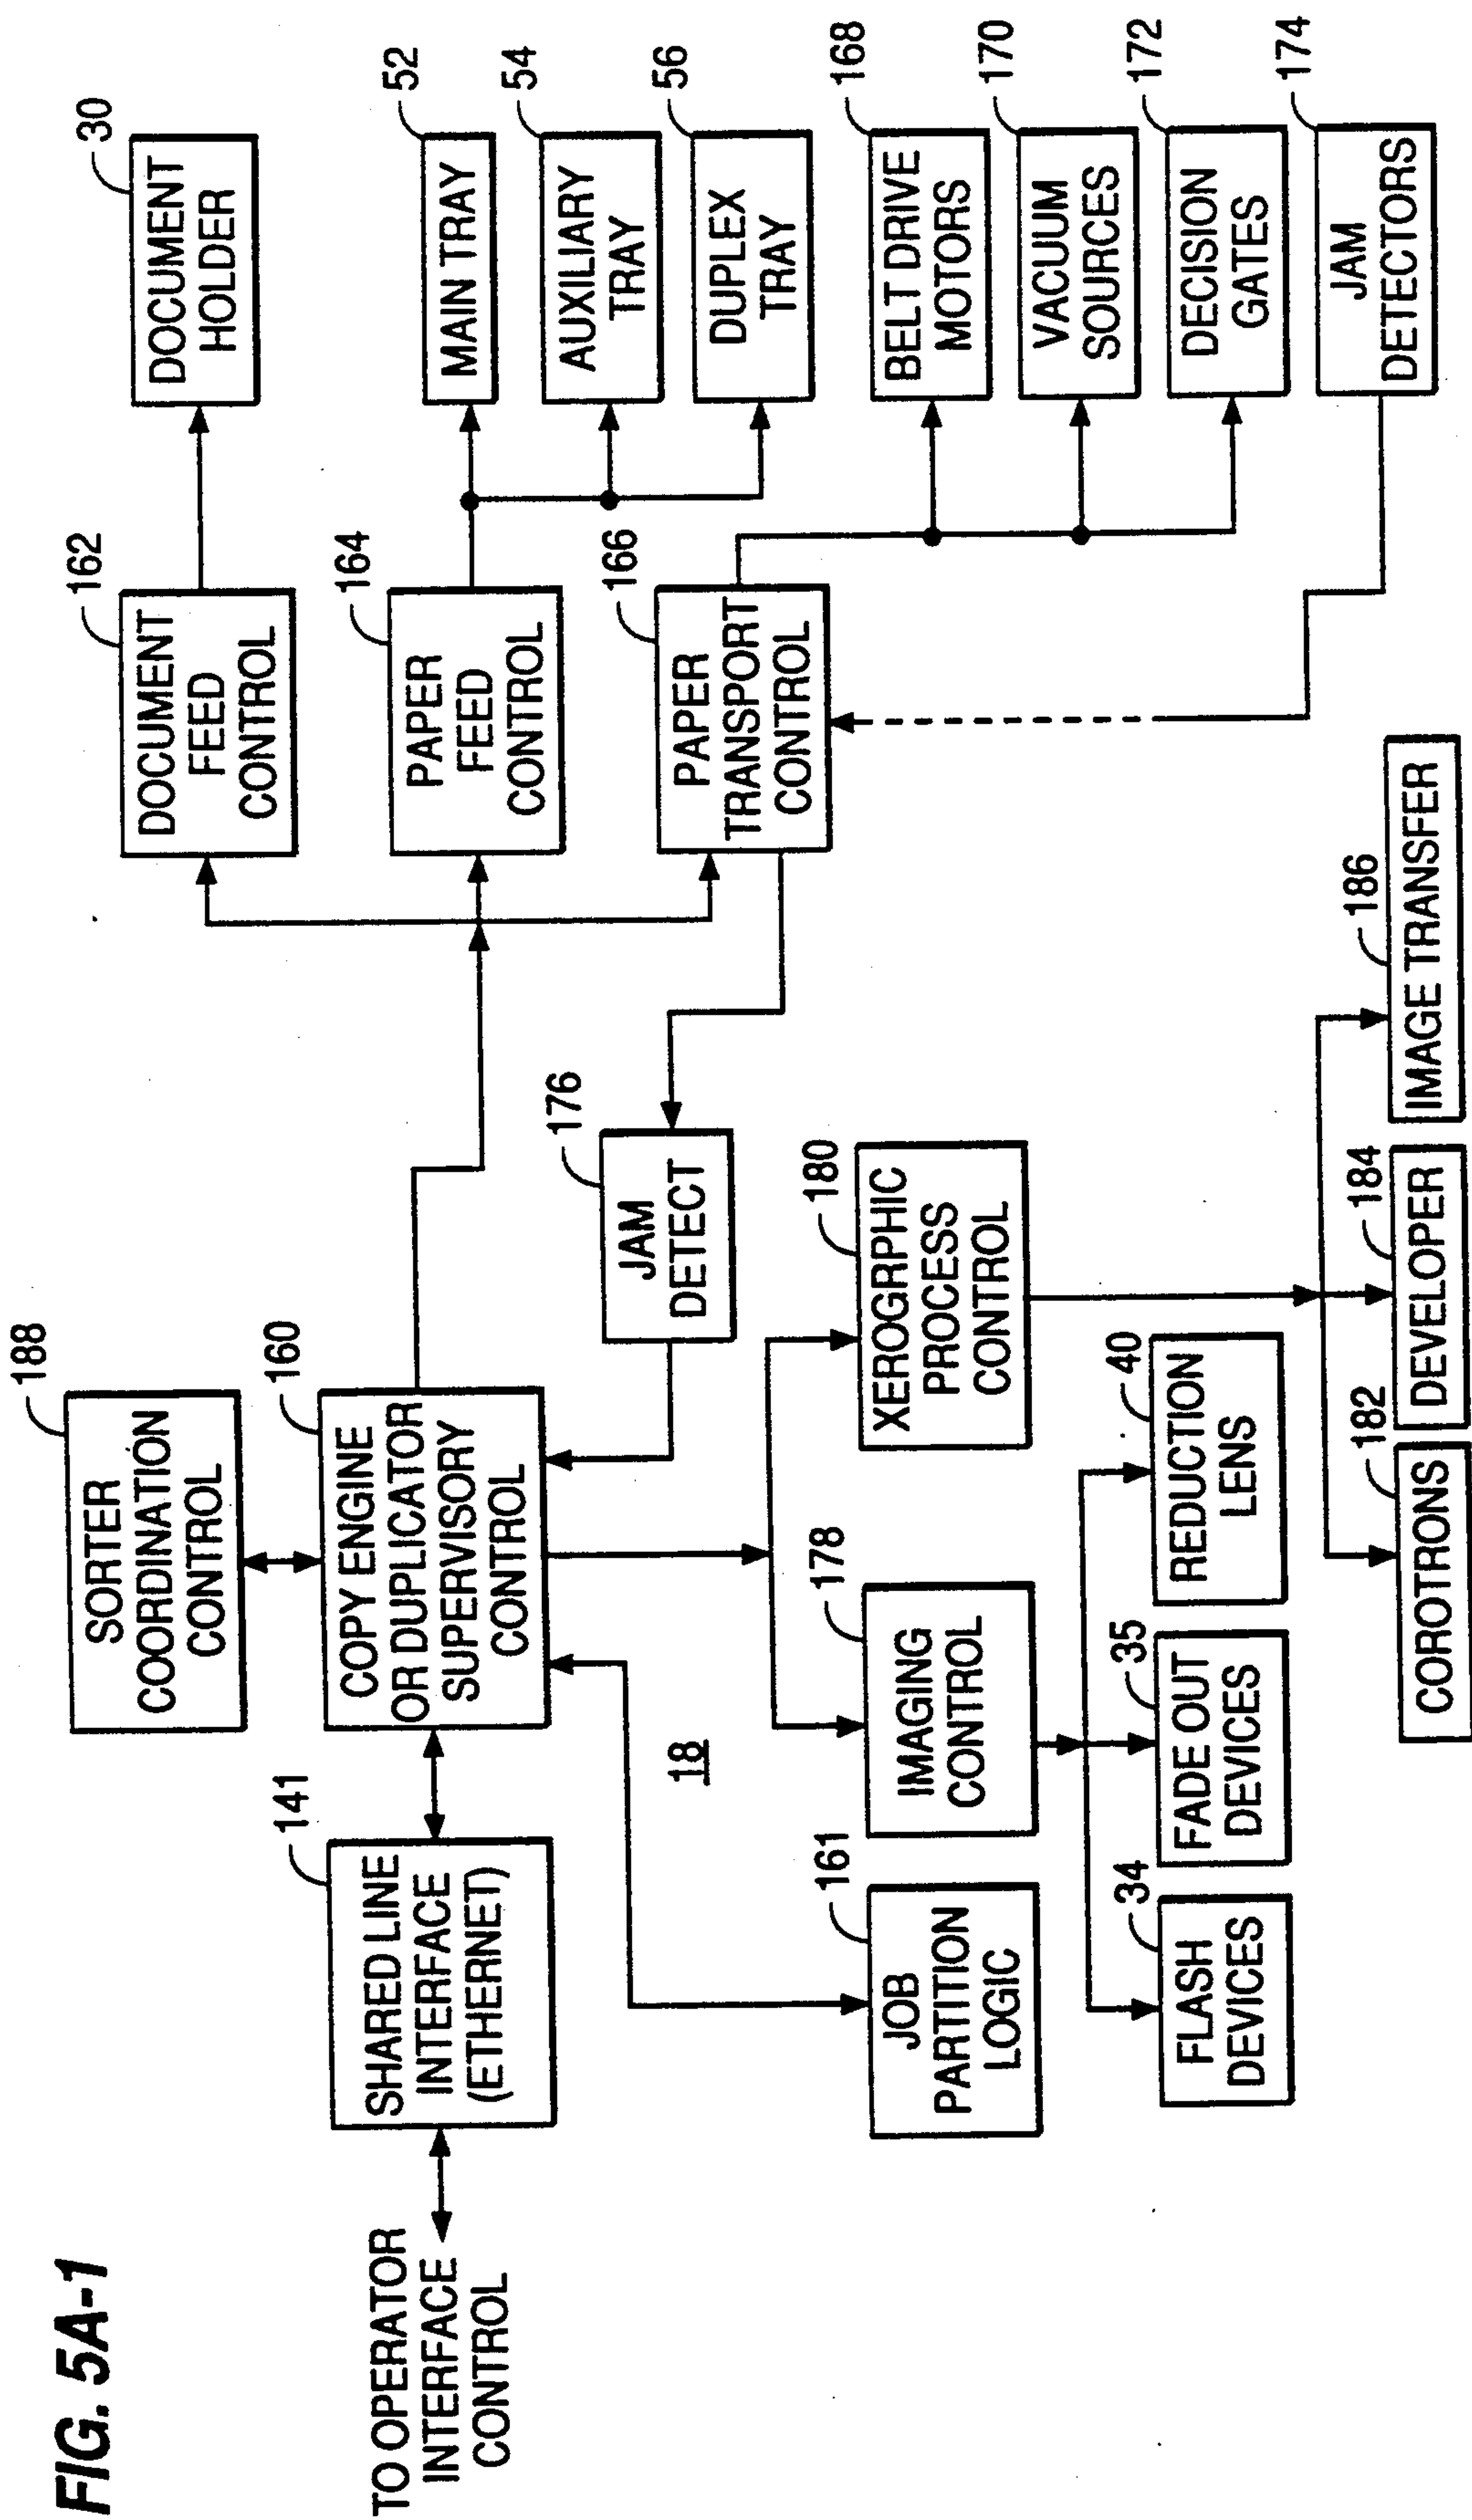 FIG. 5A-1
188
SORTER
COORDINATION
CONTROL
162
DOCUMENT
FEED
CONTROL
30
DOCUMENT
HOLDER
TO OPERATOR
INTERFACE
CONTROL
141
SHARED LINE
INTERFACE
(ETHERNET)
160
COPY ENGINE
OR DUPLICATOR
SUPERVISORY
CONTROL
164
PAPER
FEED
CONTROL
52
MAIN TRAY
54
AUXILIARY
TRAY
56
DUPLEX
TRAY
18
176
JAM
DETECT
166
PAPER
TRANSPORT
CONTROL
168
BELT DRIVE
MOTORS
170
VACUUM
SOURCES
172
DECISION
GATES
174
JAM
DETECTORS
161
JOB
PARTITION
LOGIC
178
IMAGING
CONTROL
180
XEROGRPHIC
PROCESS
CONTROL
34
FLASH
DEVICES
35
FADE OUT
DEVICES
40
REDUCTION
LENS
182
COROTRONS
184
DEVELOPER
186
IMAGE TRANSFER